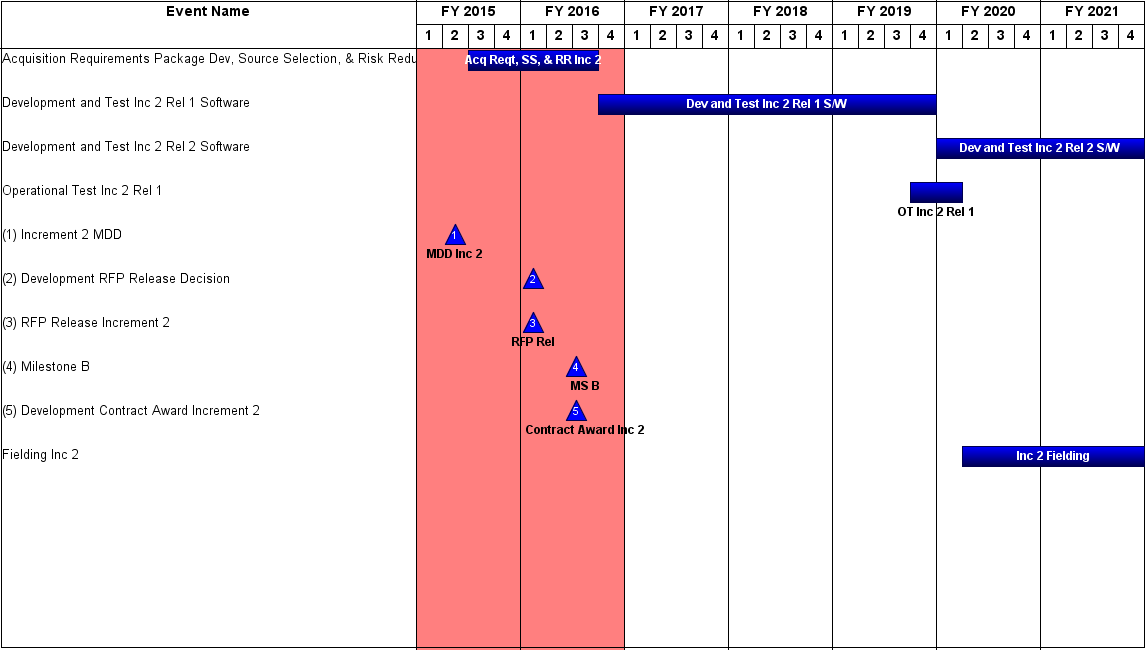 Event Name FY 2015 FY 2016 FY 2017 FY 2018 FY 2019 FY 2020 FY 2021
1 2 3 4 1 2 3 4 1 2 3 4 1 2 3 4 1 2 3 4 1 2 3 4 1 2 3 4
Acquisition Requirements Package Dev, Source Selection, & Risk Redu Acq Reqt, SS, & RR Inc 2
Development and Test Inc 2 Rel 1 Software Dev and Test Inc 2 Rel 1 S/W
Development and Test Inc 2 Rel 2 Software Dev and Test Inc 2 Rel 2 S/W
Operational Test Inc 2 Rel 1
OT Inc 2 Rel 1
(1) Increment 2 MDD 1
MDD Inc 2
(2) Development RFP Release Decision 2
(3) RFP Release Increment 2 3
RFP Rel
(4) Milestone B 4
MS B
(5) Development Contract Award Increment 2 5
Contract Award Inc 2
Fielding Inc 2 Inc 2 Fielding